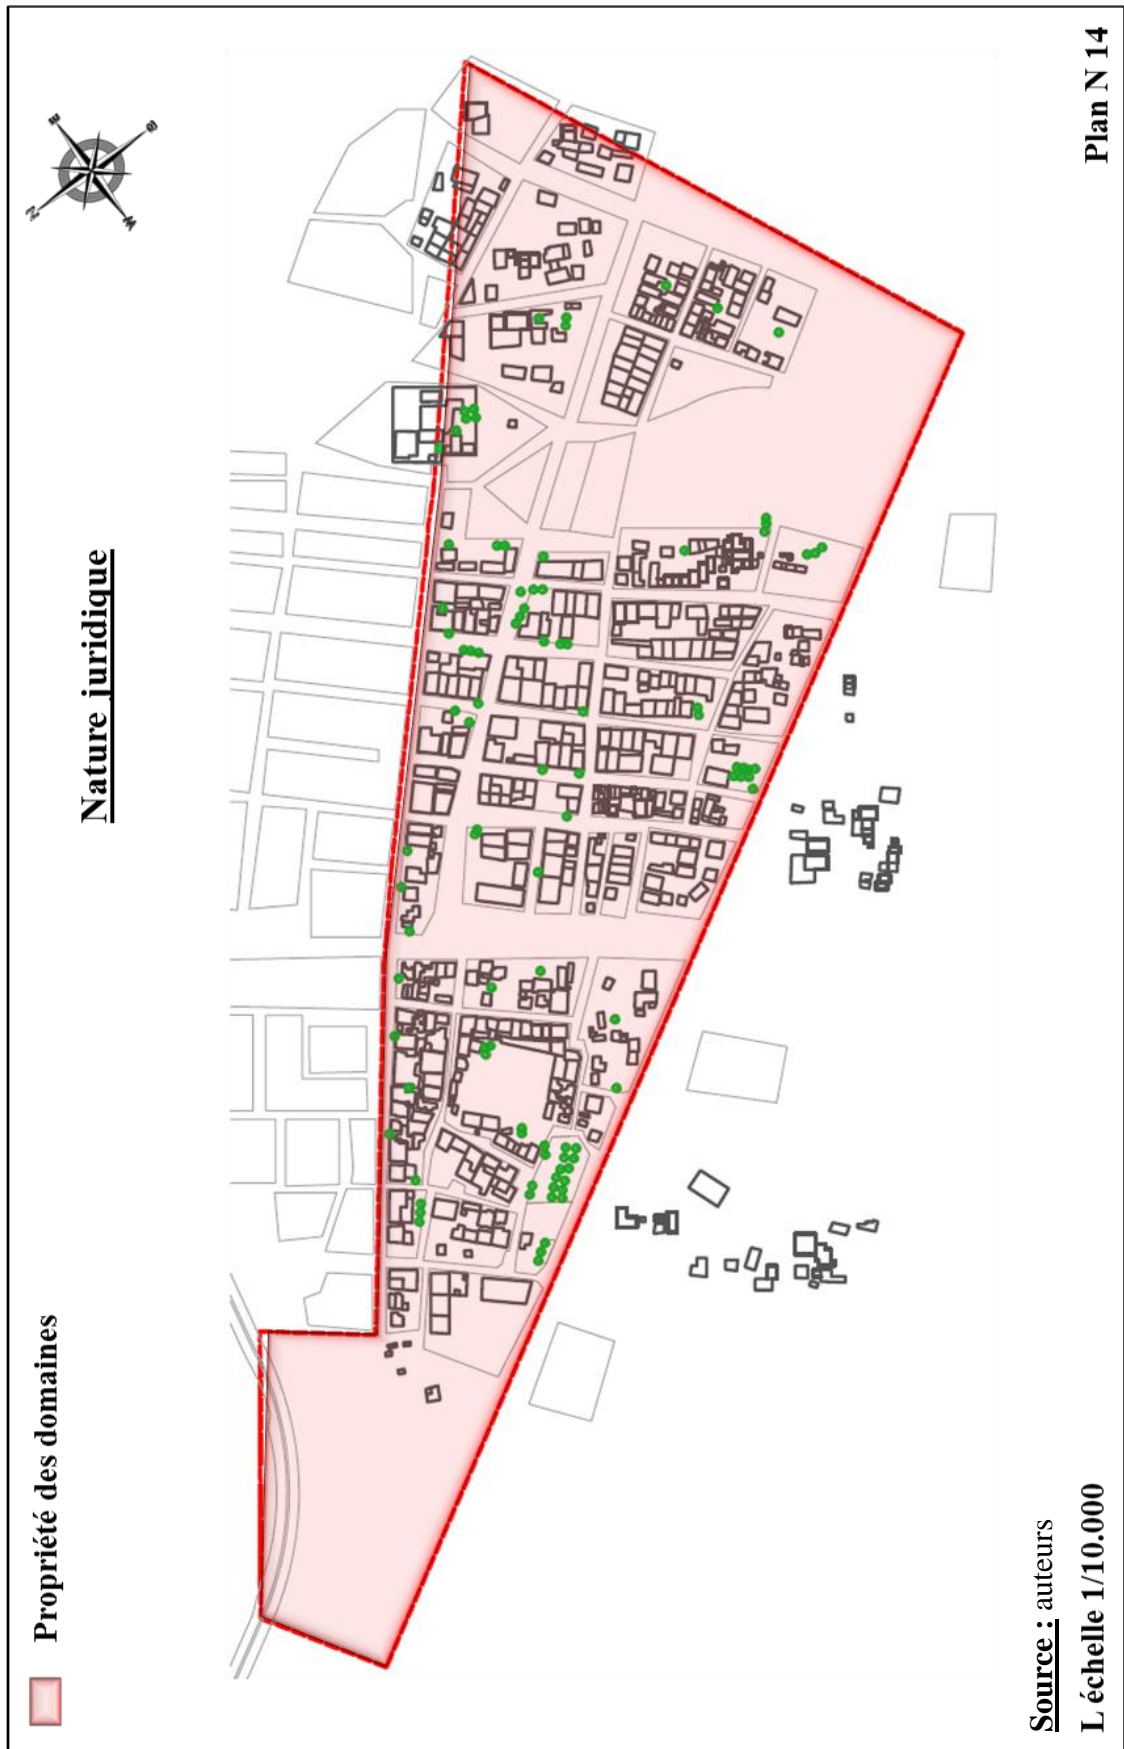 Nature juridique
N
E
W
S
Propriété des domaines
Source : auteurs
L échelle 1/10.000
Plan N 14